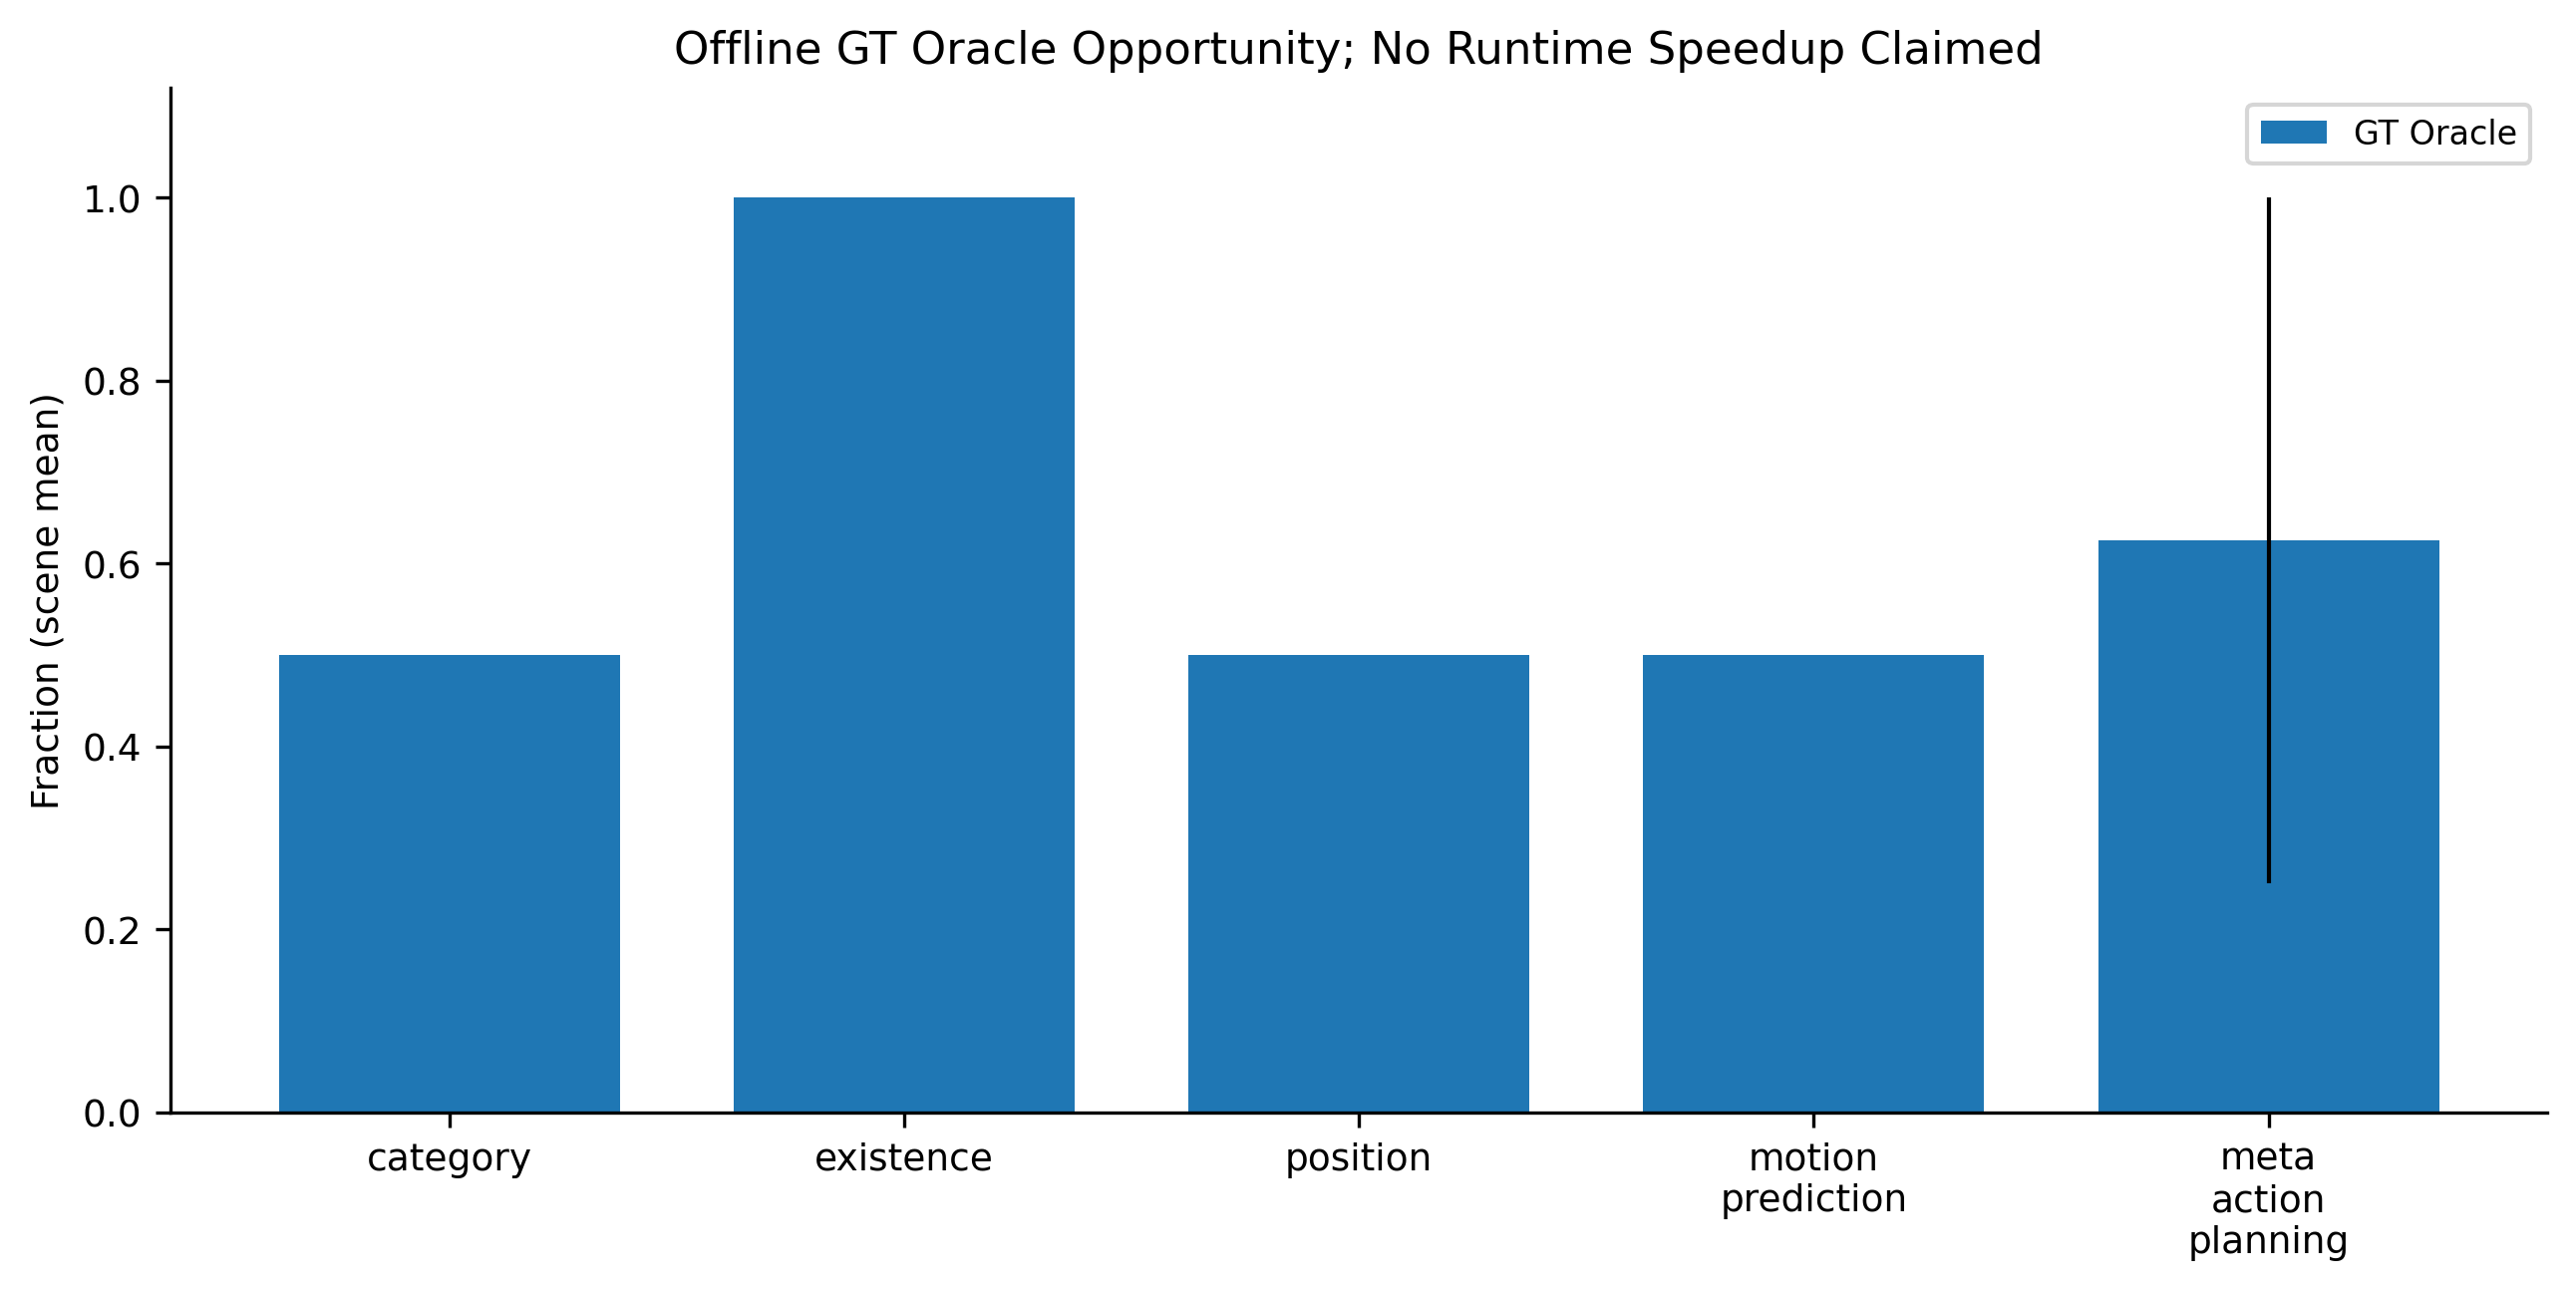 Offline GT Oracle Opportunity; No Runtime Speedup Claimed
GT Oracle
Fraction (scene mean)
1.0
0.8
0.6
0.4
0.2
0.0
category
existence
position
motion
prediction
meta
action
planning